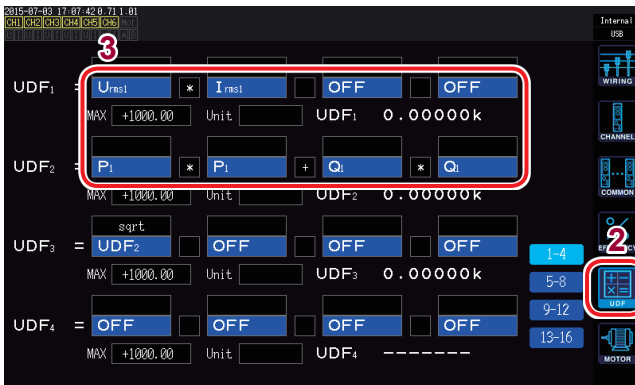 2015-07-03 17:07:42 0.71 1.01
CH1 CH2 CH3 CH4 CH5 CH6 Mot
U I U I U I U I U I U I A B
Internal
USB
3
UDF1 = Urms1 * Irms1 OFF OFF
MAX +1000.00 Unit UDF1 0.00000k
UDF2 = P1 * P1 + Q1 * Q1
MAX +1000.00 Unit UDF2 0.00000k
sqrt
UDF3 = UDF2 OFF OFF OFF
MAX +1000.00 Unit UDF3 0.00000k
UDF4 = OFF OFF OFF OFF
MAX +1000.00 Unit UDF4 -------
1-4
5-8
9-12
13-16
WIRING
CHANNEL
COMMON
2
UDF
MOTOR